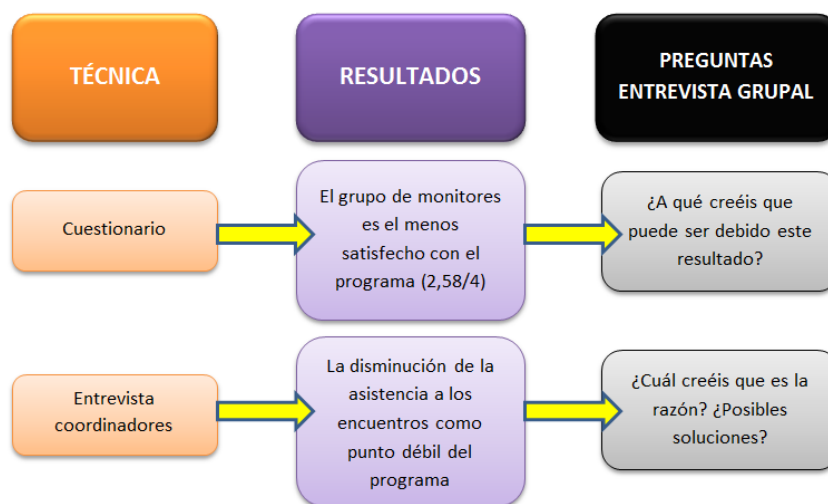 TÉCNICA
RESULTADOS
PREGUNTAS
ENTREVISTA GRUPAL
Cuestionario
El grupo de monitores
es el menos
satisfecho con el
programa (2,58/4)
¿A qué creéis que
puede ser debido este
resultado?
Entrevista
coordinadores
La disminución de la
asistencia a los
encuentros como
punto débil del
programa
¿Cuál creéis que es la
razón? ¿Posibles
soluciones?